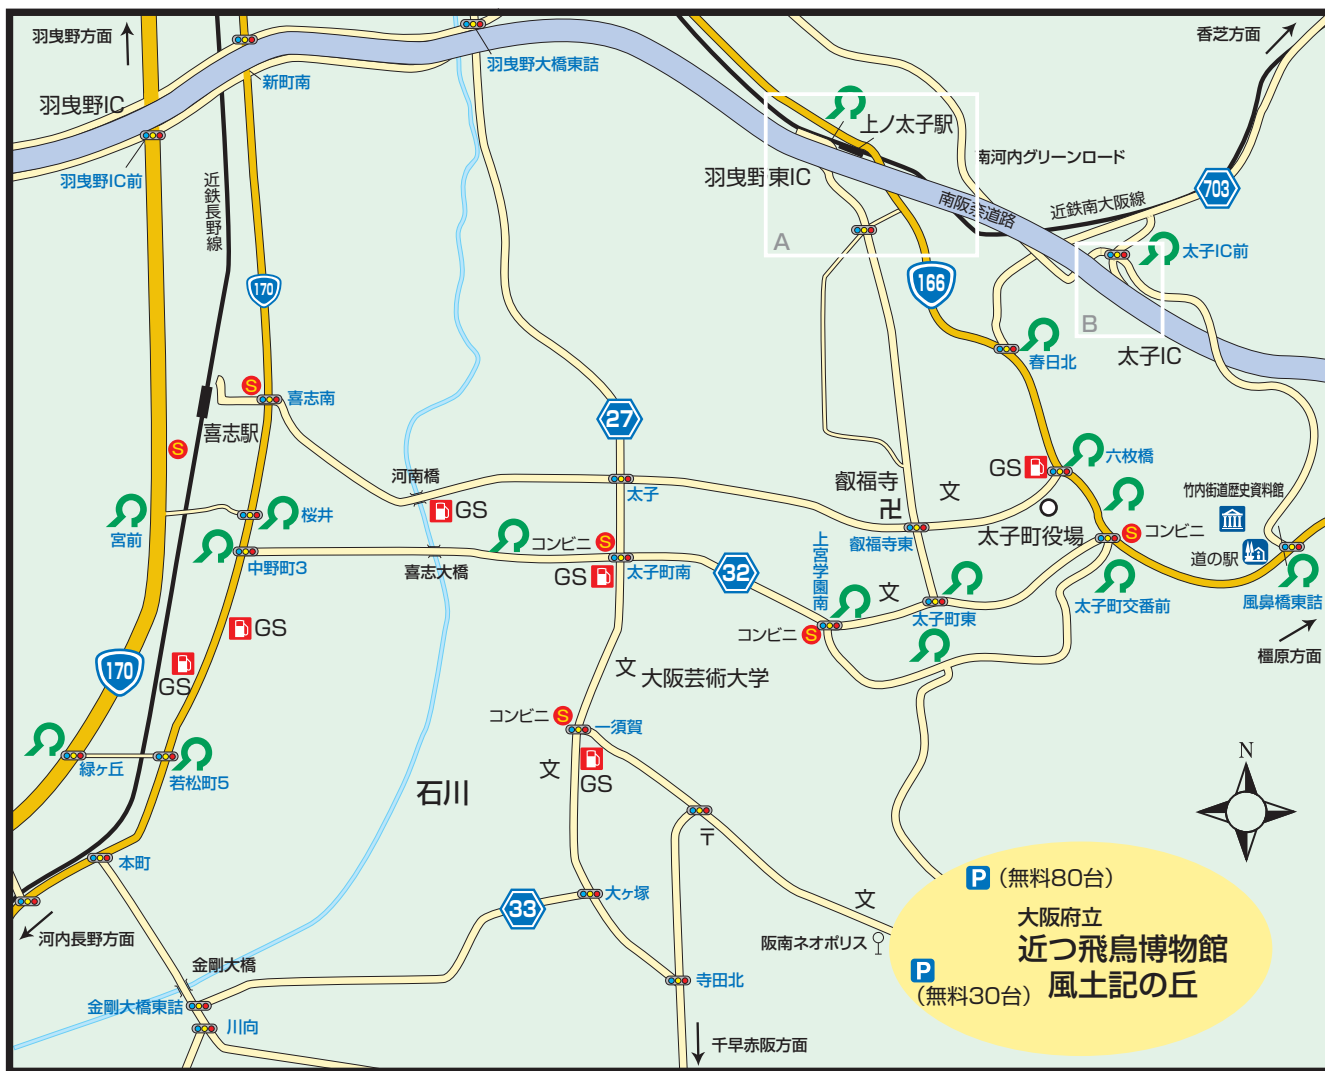 羽曳野方面
香芝方面
羽曳野大橋東詰
新町南
羽曳野IC
上ノ太子駅
南河内グリーンロード
羽曳野IC前
近鉄長野線
羽曳野東IC
703
南阪奈道路
近鉄南大阪線
A
太子IC前
170
166
B
太子IC
春日北
S
喜志南
27
喜志駅
S
六枚橋
GS
河南橋
叡福寺
文
竹内街道歴史資料館
太子
GS
卍
宮前
桜井
叡福寺東
太子町役場
S
コンビニ
コンビニ
S
上宮学園南
道の駅
中野町3
喜志大橋
GS
太子町南
32
文
太子町交番前
風鼻橋東詰
太子町東
コンビニ
S
GS
橿原方面
170
GS
文
大阪芸術大学
コンビニ
S
一須賀
文
GS
緑ヶ丘
若松町5
石川
N
〒
本町
P
(無料80台)
大ヶ塚
文
33
大阪府立
河内長野方面
阪南ネオポリス
近つ飛鳥博物館
金剛大橋
P
(無料30台)
風土記の丘
寺田北
金剛大橋東詰
川向
千早赤阪方面